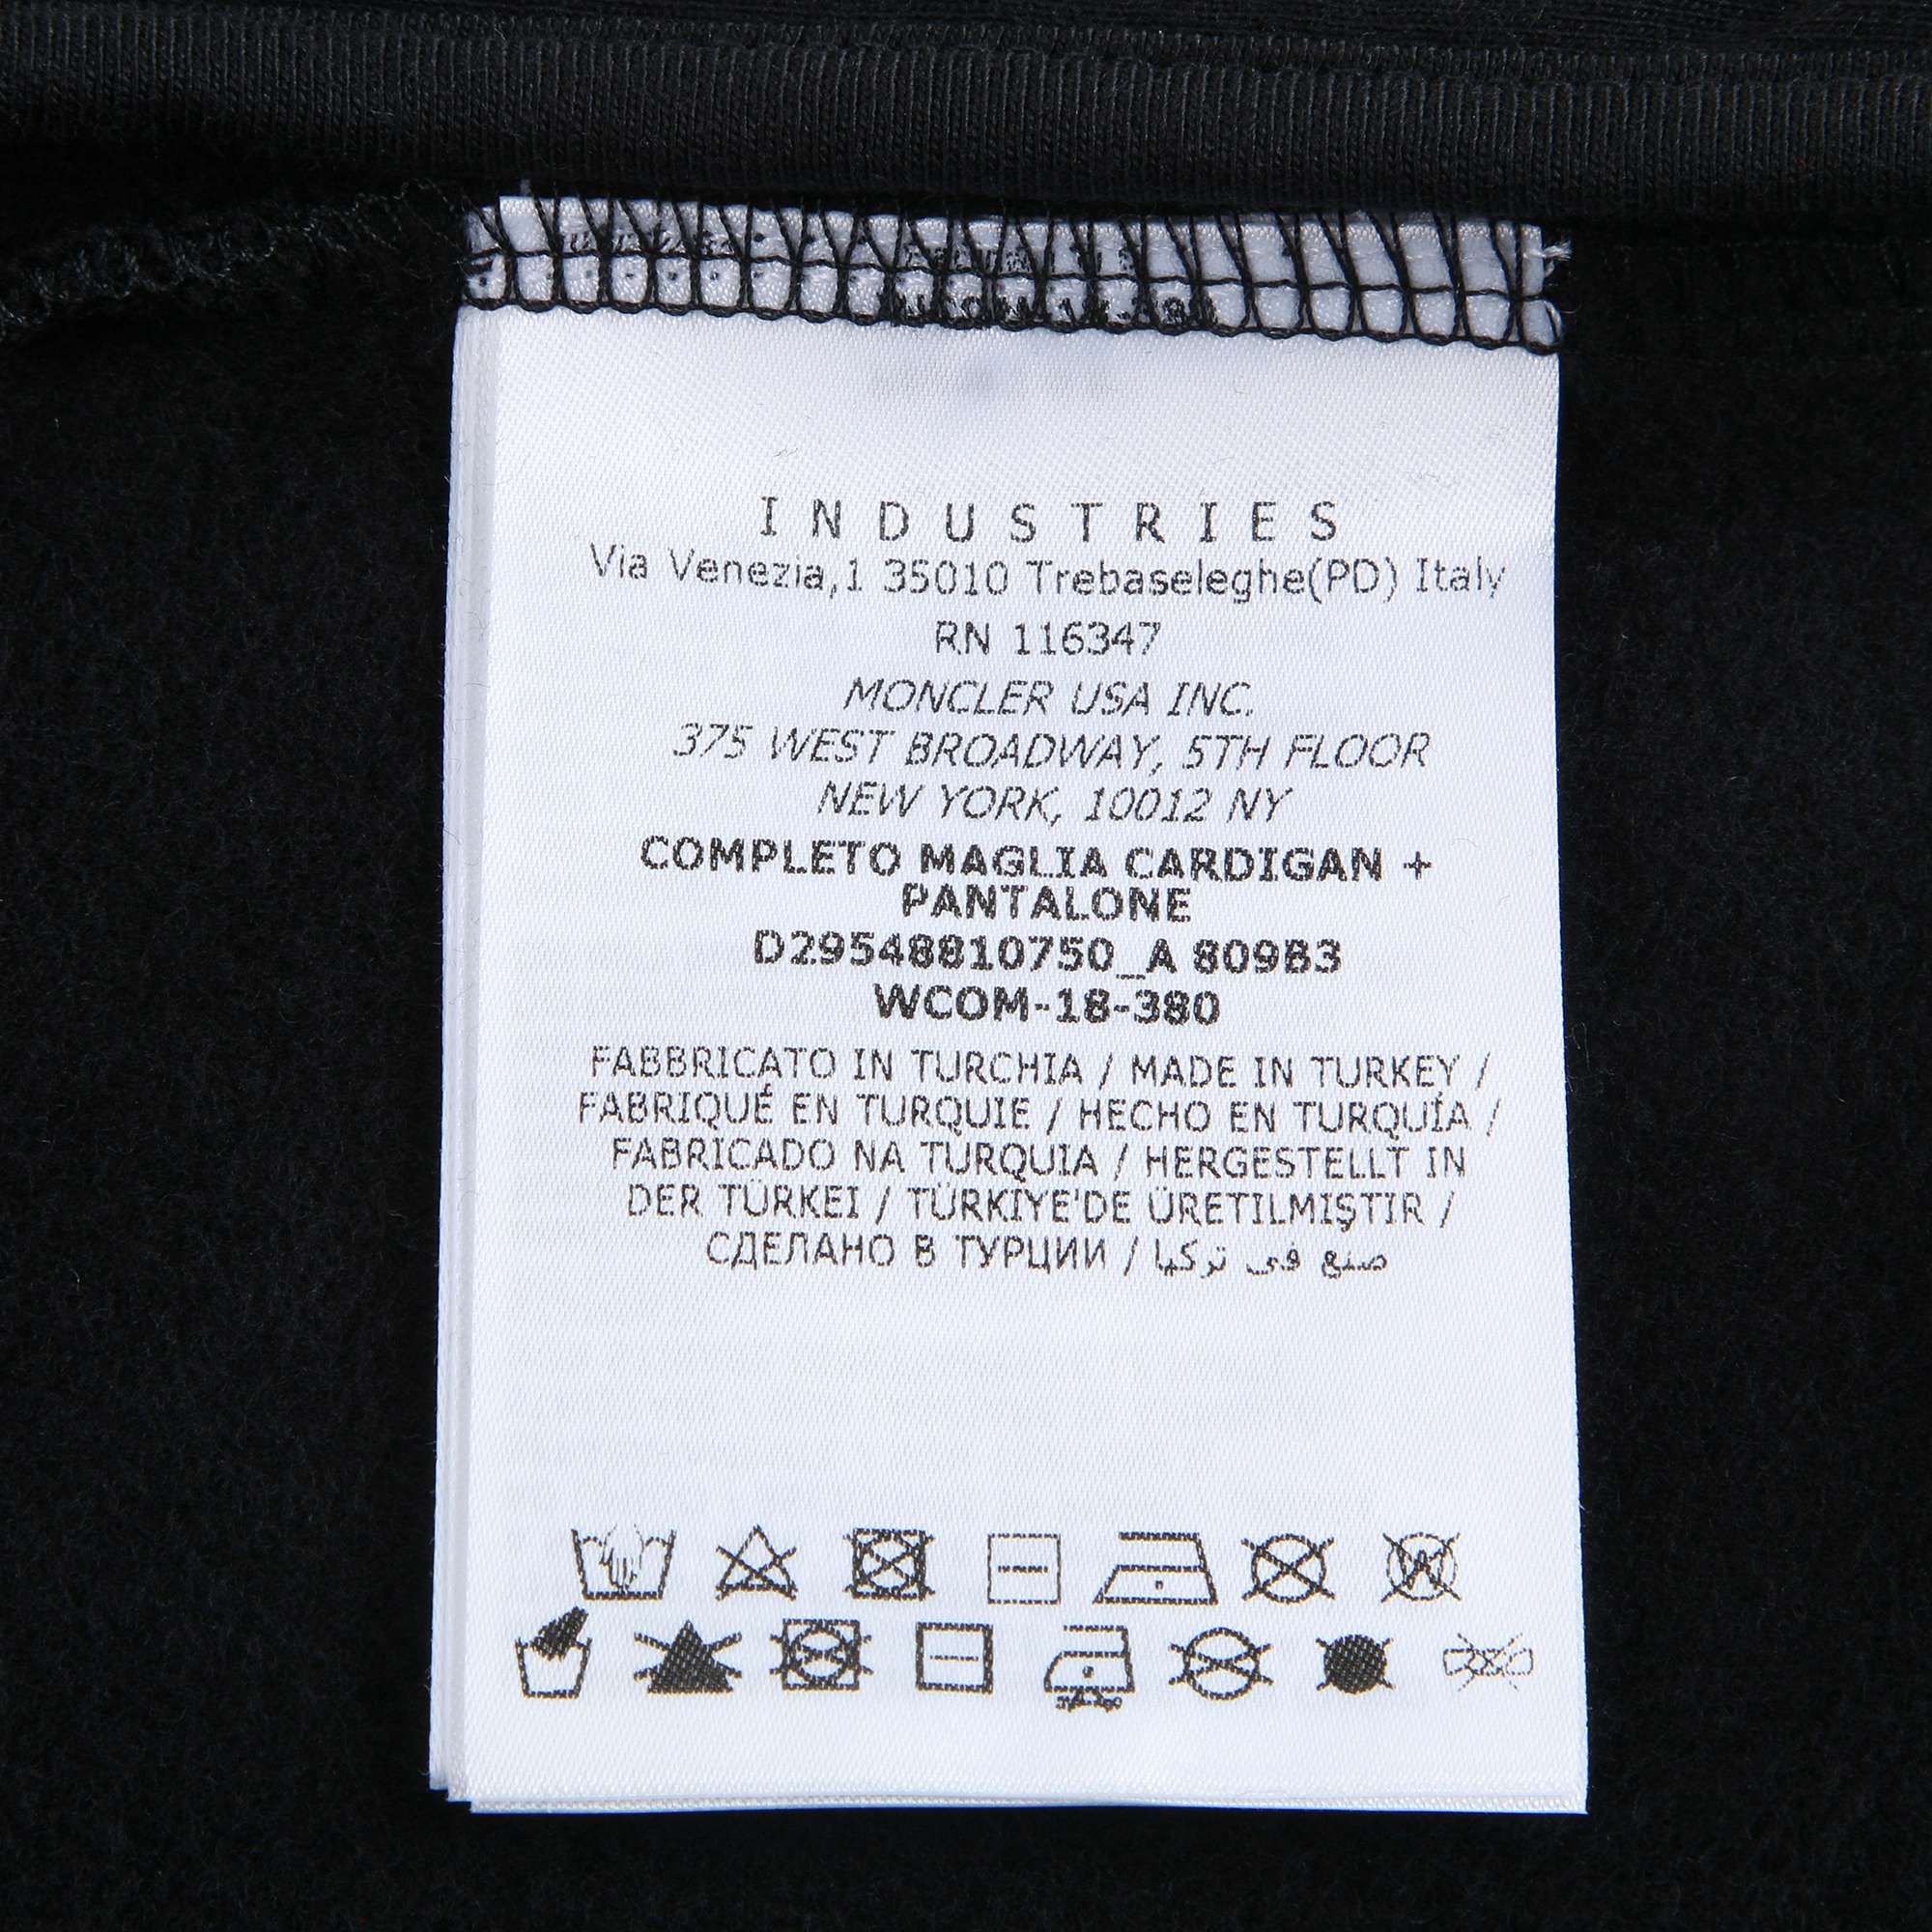 I N D U S T R I E S
Via Venezia,1 35010 Trebaseleghe(PD) Italy
RN 116347
MONCLER USA INC.
375 WEST BROADWAY, 5TH FLOOR
NEW YORK, 10012 NY
COMPLETO MAGLIA CARDIGAN +
PANTALONE
D29548810750_A 809B3
WCOM-18-380
FABBRICATO IN TURCHIA / MADE IN TURKEY /
FABRIQUÉ EN TURQUIE / HECHO EN TURQUÍA /
FABRICADO NA TURQUIA / HERGESTELLT IN
DER TÜRKEI / TÜRKIYE'DE ÜRETILMIŞTIR /
СДЕЛАНО В ТУРЦИИ / صنع في تركيا
W